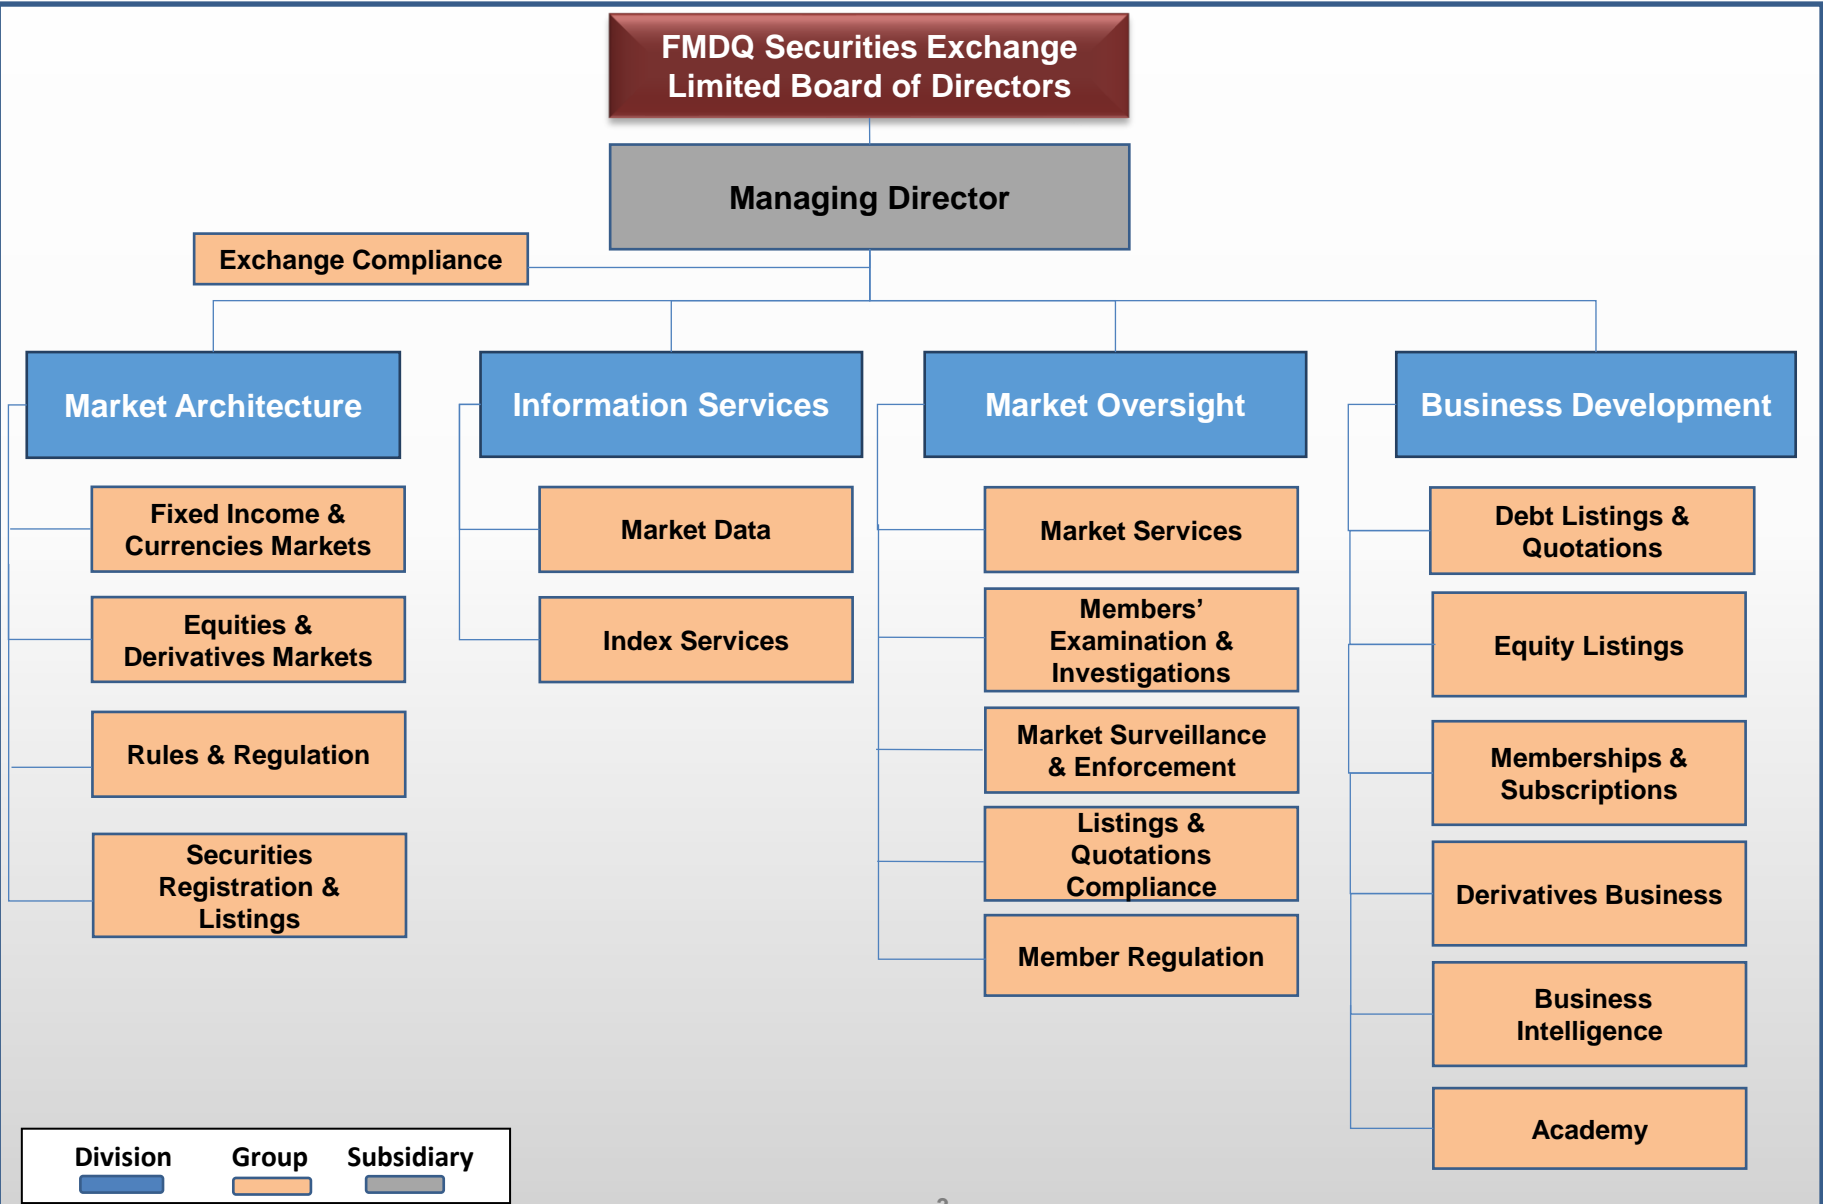 FMDQ Securities Exchange
Limited Board of Directors
Managing Director
Exchange Compliance
Market Architecture
Fixed Income &
Currencies Markets
Equities &
Derivatives Markets
Rules & Regulation
Securities
Registration &
Listings
Information Services
Market Data
Index Services
Market Oversight
Market Services
Members’
Examination &
Investigations
Market Surveillance
& Enforcement
Listings &
Quotations
Compliance
Member Regulation
Business Development
Debt Listings &
Quotations
Equity Listings
Memberships &
Subscriptions
Derivatives Business
Business
Intelligence
Academy
Division Group Subsidiary